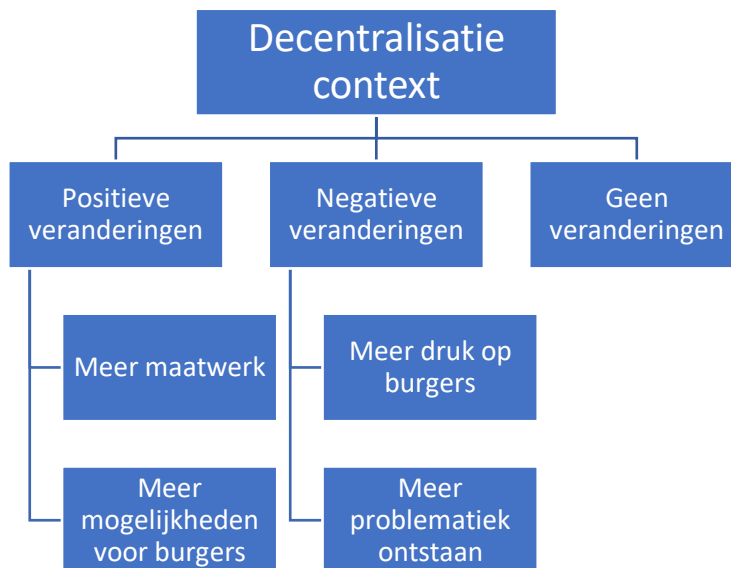 Decentralisatie
context
Positieve
veranderingen
Negatieve
veranderingen
Geen
veranderingen
Meer maatwerk
Meer druk op
burgers
Meer
mogelijkheden
voor burgers
Meer
problematiek
ontstaan